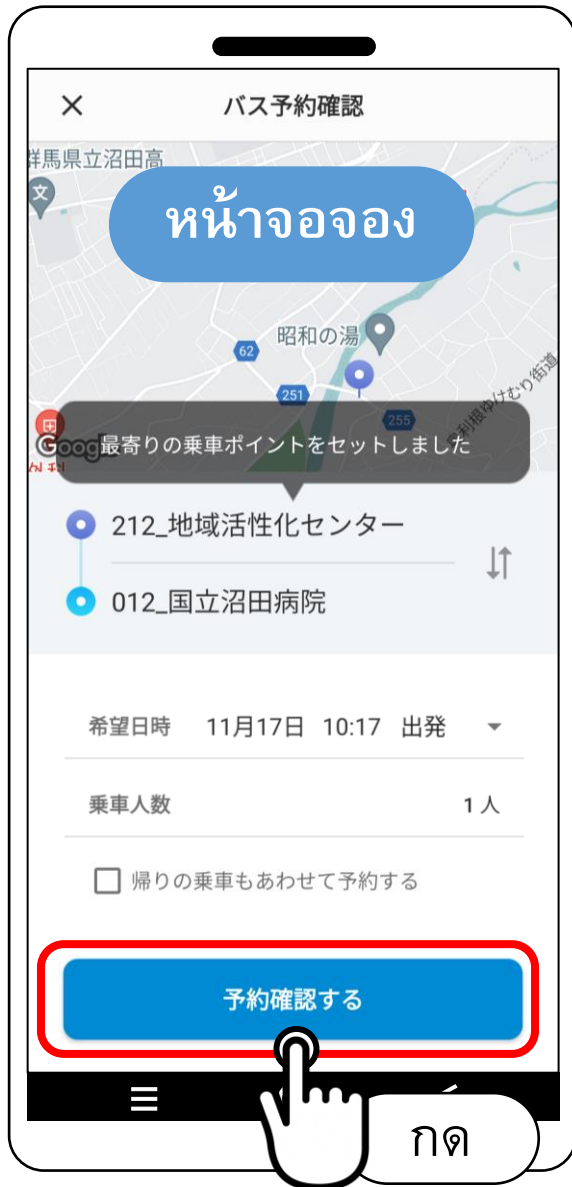 バス予約確認
群馬県立沼田高
文
หน้าจอจอง
昭和の湯
62
251
255
利根ゆけむり街道
Google
最寄りの乗車ポイントをセットしました
外科
212_地域活性化センター
012_国立沼田病院
希望日時 11月17日 10:17 出発
乗車人数 1人
帰りの乗車もあわせて予約する
予約確認する
กด